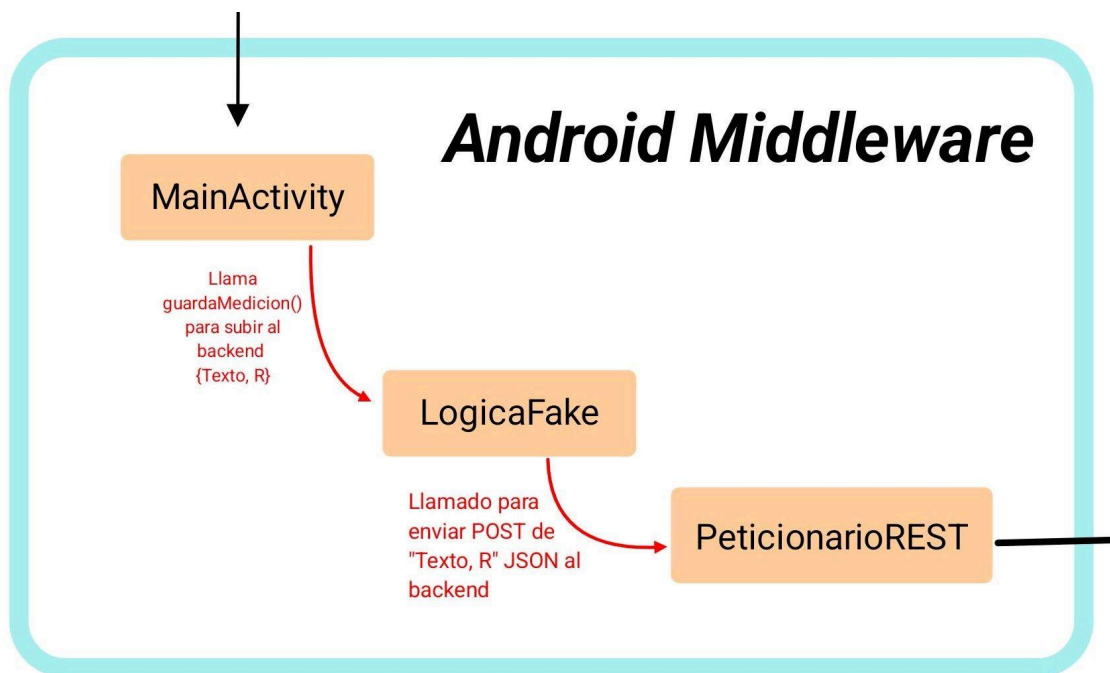 Android Middleware
MainActivity
Llama
guardaMedicion()
para subir al
backend
{Texto, R}
LogicaFake
Llamado para
enviar POST de
"Texto, R" JSON al
backend
PeticionarioREST